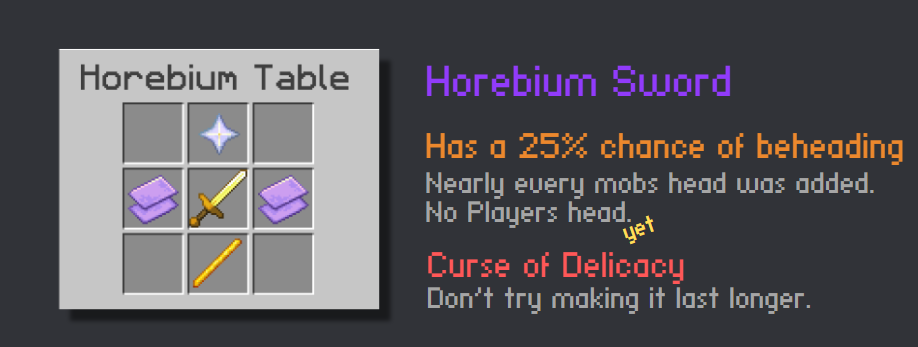 Horebium Table
Horebium Sword
Has a 25% chance of beheading
Nearly every mobs head was added.
No Players head.
yet
Curse of Delicacy
Don't try making it last longer.